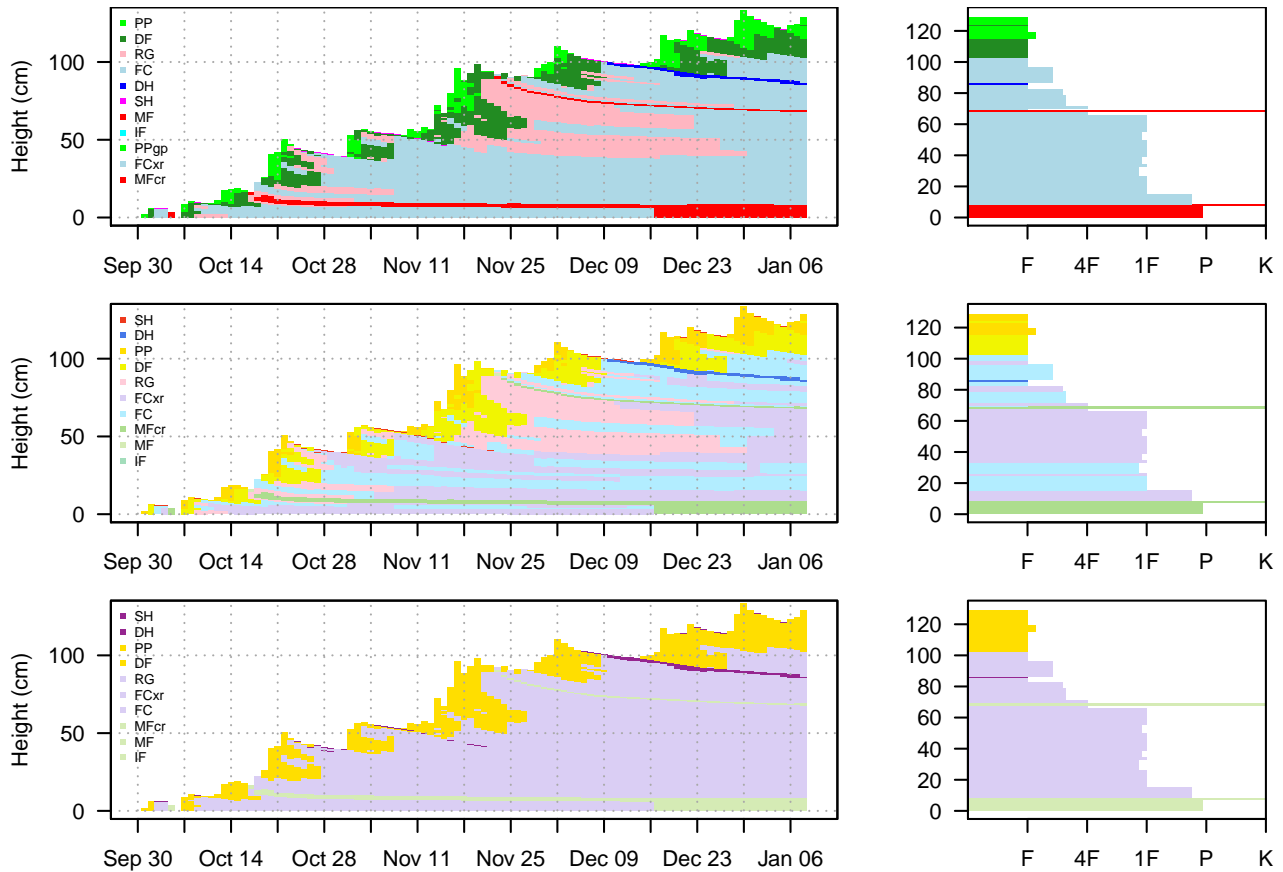 PP
DF
RG
FC
DH
SH
MF
IF
PPgp
FCxr
MFcr
Height (cm)
100
50
0
Sep 30 Oct 14 Oct 28 Nov 11 Nov 25 Dec 09 Dec 23 Jan 06
120
100
80
60
40
20
0
F 4F 1F P K
SH
DH
PP
DF
RG
FCxr
FC
MFcr
MF
IF
Height (cm)
100
50
0
Sep 30 Oct 14 Oct 28 Nov 11 Nov 25 Dec 09 Dec 23 Jan 06
120
100
80
60
40
20
0
F 4F 1F P K
SH
DH
PP
DF
RG
FCxr
FC
MFcr
MF
IF
Height (cm)
100
50
0
Sep 30 Oct 14 Oct 28 Nov 11 Nov 25 Dec 09 Dec 23 Jan 06
120
100
80
60
40
20
0
F 4F 1F P K